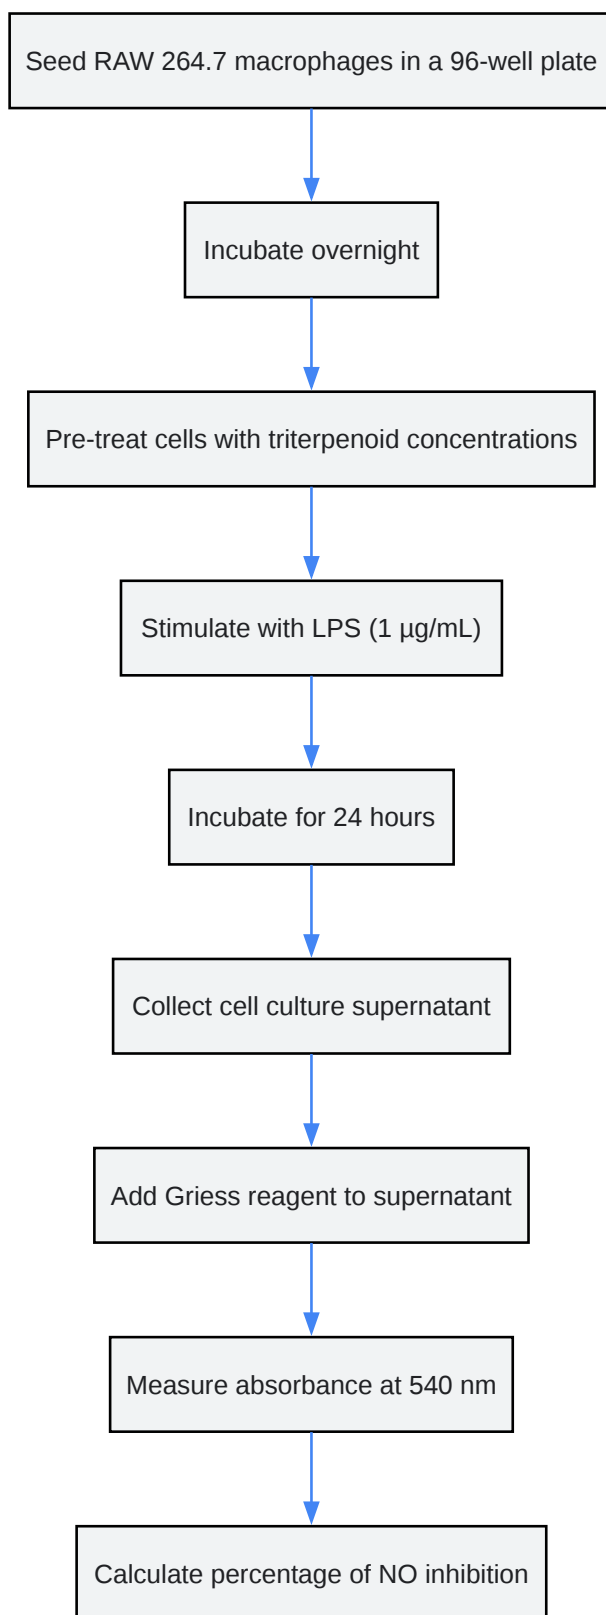 Seed RAW 264.7 macrophages in a 96-well plate
Incubate overnight
Pre-treat cells with triterpenoid concentrations
Stimulate with LPS (1 µg/mL)
Incubate for 24 hours
Collect cell culture supernatant
Add Griess reagent to supernatant
Measure absorbance at 540 nm
Calculate percentage of NO inhibition